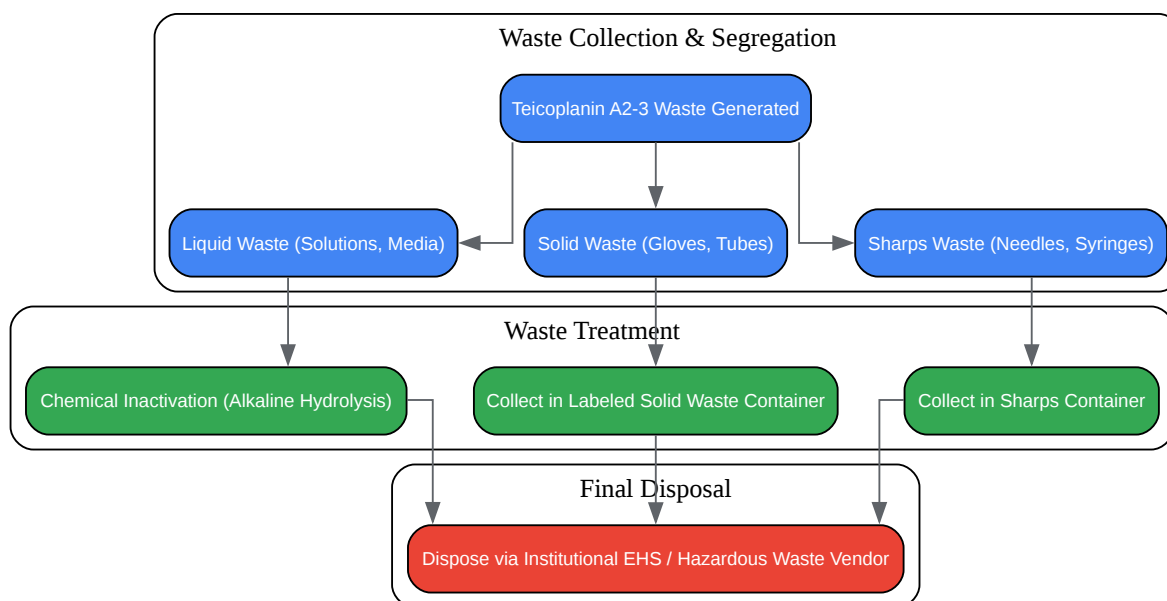 Waste Collection & Segregation
Teicoplanin A2-3 Waste Generated
Liquid Waste (Solutions, Media)
Solid Waste (Gloves, Tubes)
Sharps Waste (Needles, Syringes)
Waste Treatment
Chemical Inactivation (Alkaline Hydrolysis)
Collect in Labeled Solid Waste Container
Collect in Sharps Container
Final Disposal
Dispose via Institutional EHS / Hazardous Waste Vendor